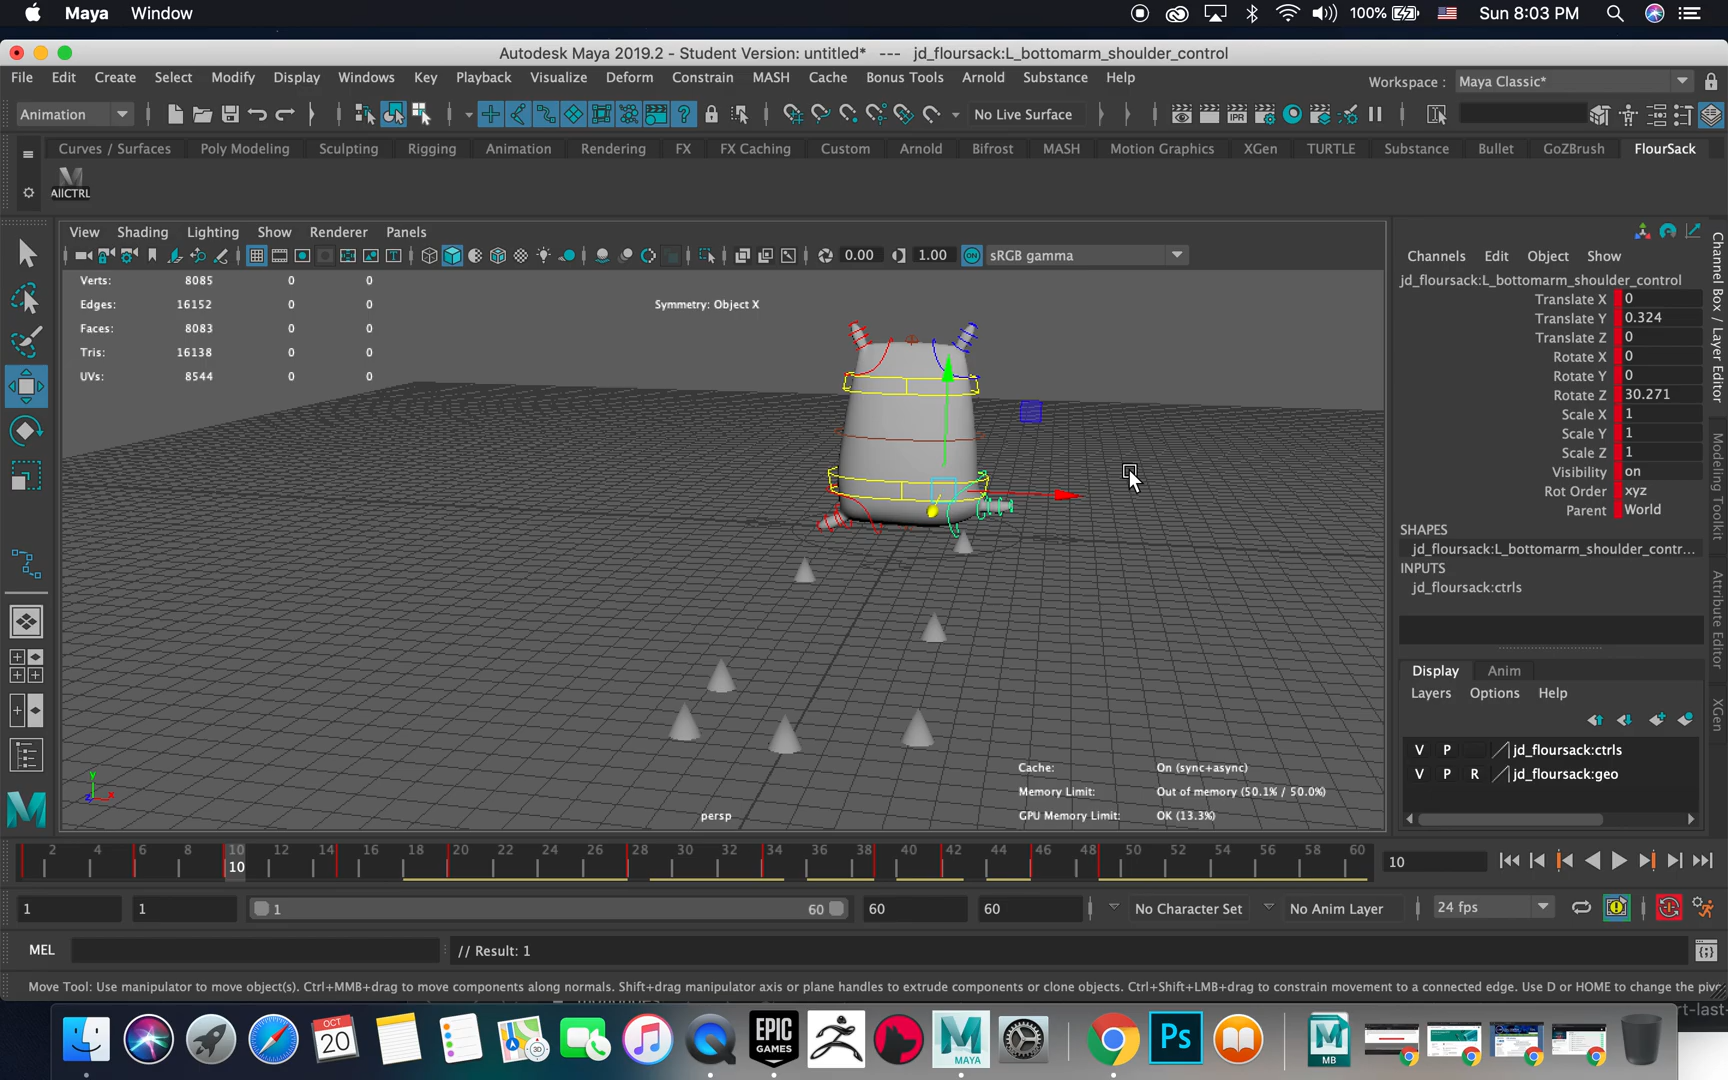 Maya Window 100% Sun 8:03 PM
Autodesk Maya 2019.2 - Student Version: untitled* --- jd_floursack:L_bottomarm_shoulder_control
File Edit Create Select Modify Display Windows Key Playback Visualize Deform Constrain MASH Cache Bonus Tools Arnold Substance Help Workspace : Maya Classic*
Animation No Live Surface
IPR
Curves / Surfaces Poly Modeling Sculpting Rigging Animation Rendering FX FX Caching Custom Arnold Bifrost MASH Motion Graphics XGen TURTLE Substance Bullet GoZBrush FlourSack
AllCTRL
View Shading Lighting Show Renderer Panels
0.00 1.00 ON sRGB gamma
Verts: 8085 0 0
Edges: 16152 0 0
Faces: 8083 0 0
Tris: 16138 0 0
UVs: 8544 0 0
Symmetry: Object X
Cache: On (sync+async)
Memory Limit: Out of memory (50.1% / 50.0%)
GPU Memory Limit: OK (13.3%)
persp
y
z x
Channels Edit Object Show
jd_floursack:L_bottomarm_shoulder_control
Translate X 0
Translate Y 0.324
Translate Z 0
Rotate X 0
Rotate Y 0
Rotate Z 30.271
Scale X 1
Scale Y 1
Scale Z 1
Visibility on
Rot Order xyz
Parent World
SHAPES
jd_floursack:L_bottomarm_shoulder_contr...
INPUTS
jd_floursack:ctrls
Display Anim
Layers Options Help
V P jd_floursack:ctrls
V P R jd_floursack:geo
Channel Box / Layer Editor
Modeling Toolkit
Attribute Editor
XGen
2 4 6 8 10 12 14 16 18 20 22 24 26 28 30 32 34 36 38 40 42 44 46 48 50 52 54 56 58 60
10
10
1 1 1 60 60 60 No Character Set No Anim Layer 24 fps
MEL // Result: 1
Move Tool: Use manipulator to move object(s). Ctrl+MMB+drag to move components along normals. Shift+drag manipulator axis or plane handles to extrude components or clone objects. Ctrl+Shift+LMB+drag to constrain movement to a connected edge. Use D or HOME to change the piv
rt-last-
OCT
20
3D
EPIC
GAMES
M
MAYA
Ps
M
MB